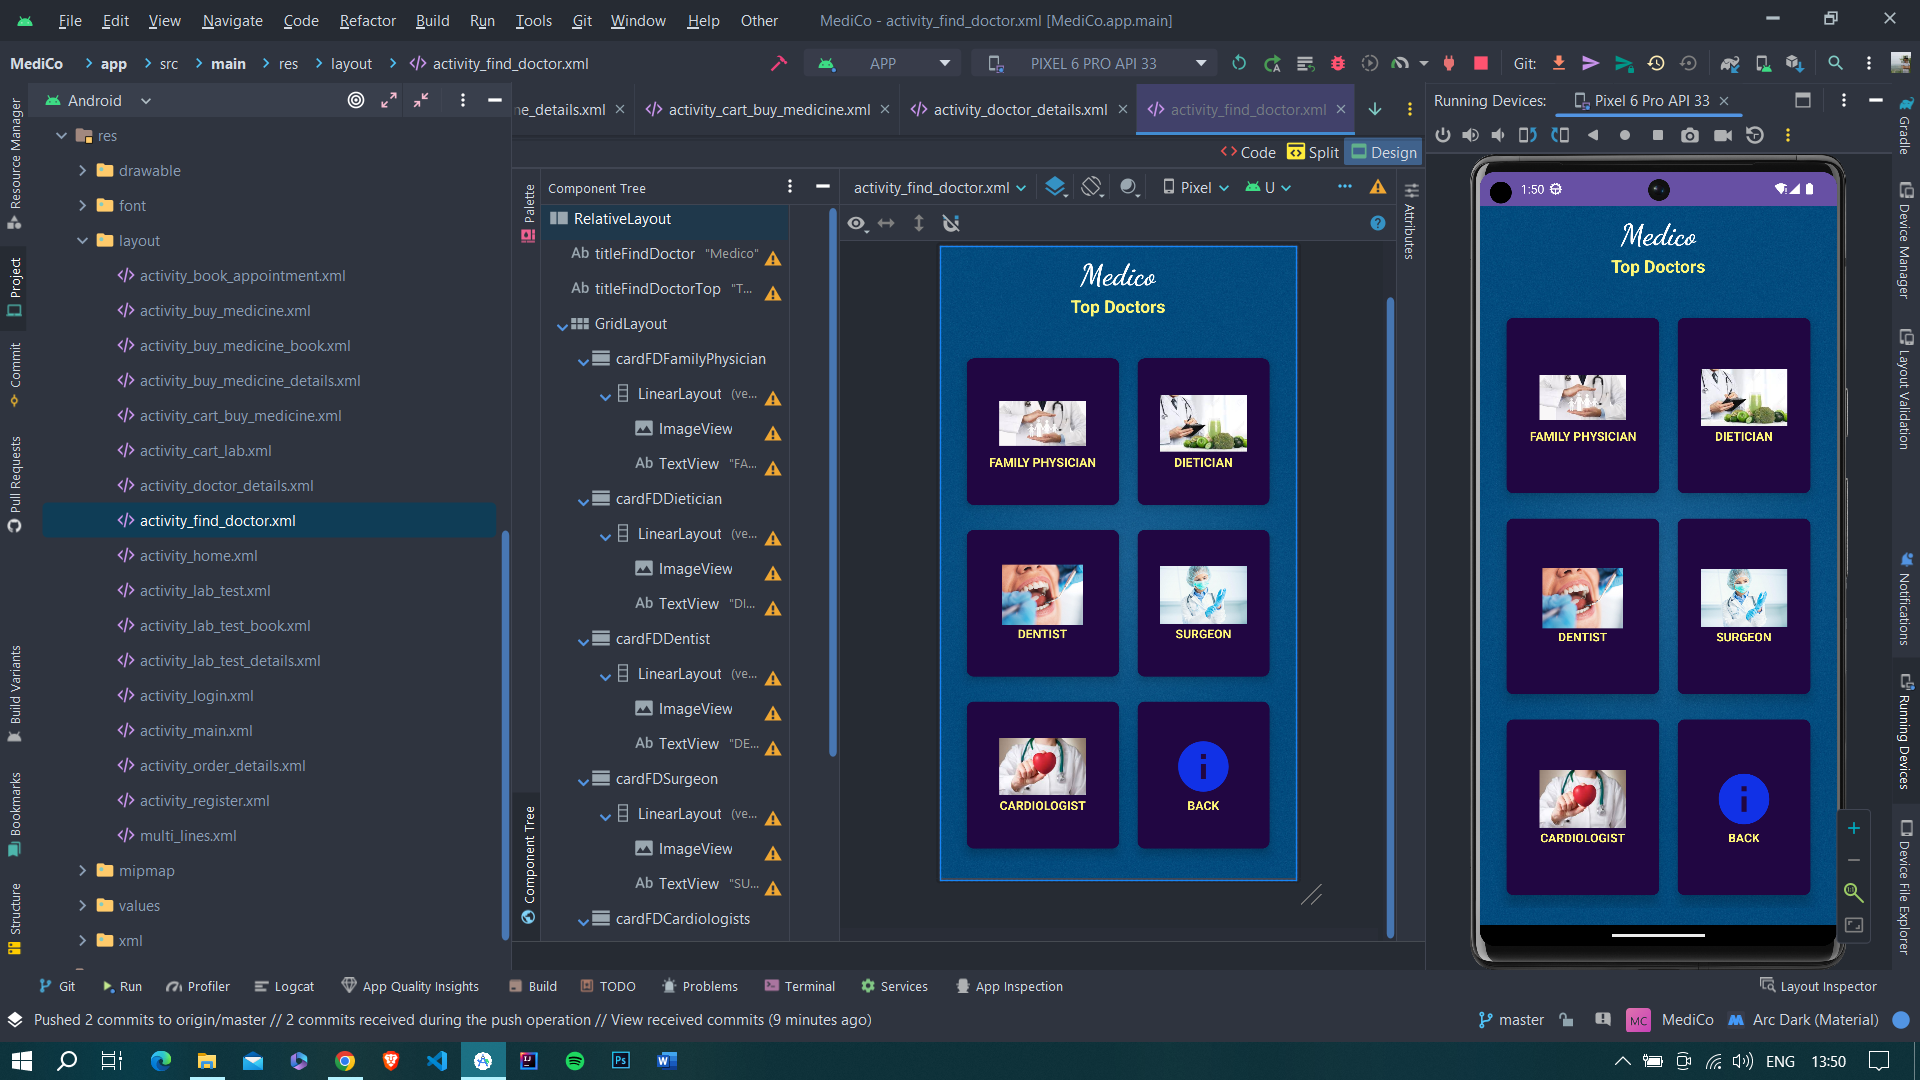 File Edit View Navigate Code Refactor Build Run Tools Git Window Help Other MediCo - activity_find_doctor.xml [MediCo.app.main]
MediCo app src main res layout activity_find_doctor.xml APP PIXEL 6 PRO API 33 Git:
Android
ne_details.xml activity_cart_buy_medicine.xml activity_doctor_details.xml activity_find_doctor.xml
Running Devices: Pixel 6 Pro API 33
Code Split Design
Resource Manager
Project
Commit
Pull Requests
Build Variants
Bookmarks
Structure
res
drawable
font
layout
activity_book_appointment.xml
activity_buy_medicine.xml
activity_buy_medicine_book.xml
activity_buy_medicine_details.xml
activity_cart_buy_medicine.xml
activity_cart_lab.xml
activity_doctor_details.xml
activity_find_doctor.xml
activity_home.xml
activity_lab_test.xml
activity_lab_test_book.xml
activity_lab_test_details.xml
activity_login.xml
activity_main.xml
activity_order_details.xml
activity_register.xml
multi_lines.xml
mipmap
values
xml
Palette
Component Tree
Component Tree
RelativeLayout
titleFindDoctor "Medico"
titleFindDoctorTop "T...
GridLayout
cardFDFamilyPhysician
LinearLayout (ve...
ImageView
Ab TextView "FA...
cardFDDietician
LinearLayout (ve...
ImageView
Ab TextView "DI...
cardFDDentist
LinearLayout (ve...
ImageView
Ab TextView "DE...
cardFDSurgeon
LinearLayout (ve...
ImageView
Ab TextView "SU...
cardFDCardiologists
activity_find_doctor.xml Pixel U
Attributes
Medico
Top Doctors
FAMILY PHYSICIAN DIETICIAN
DENTIST SURGEON
CARDIOLOGIST BACK
1:50
Medico
Top Doctors
FAMILY PHYSICIAN DIETICIAN
DENTIST SURGEON
CARDIOLOGIST BACK
1:1
Gradle
Device Manager
Layout Validation
Notifications
Running Devices
Device File Explorer
Git Run Profiler Logcat App Quality Insights Build TODO Problems Terminal Services App Inspection Layout Inspector
Pushed 2 commits to origin/master // 2 commits received during the push operation // View received commits (9 minutes ago)
master MC MediCo Arc Dark (Material)
Ps W ENG 13:50